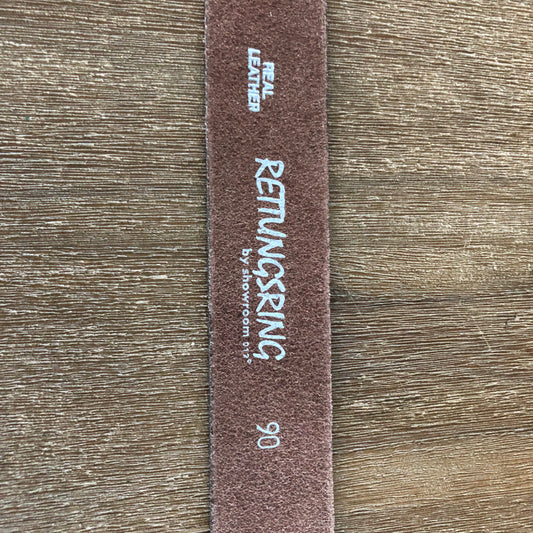 REAL
LEATHER
RETTUNGSRING
by showroom 019°
90